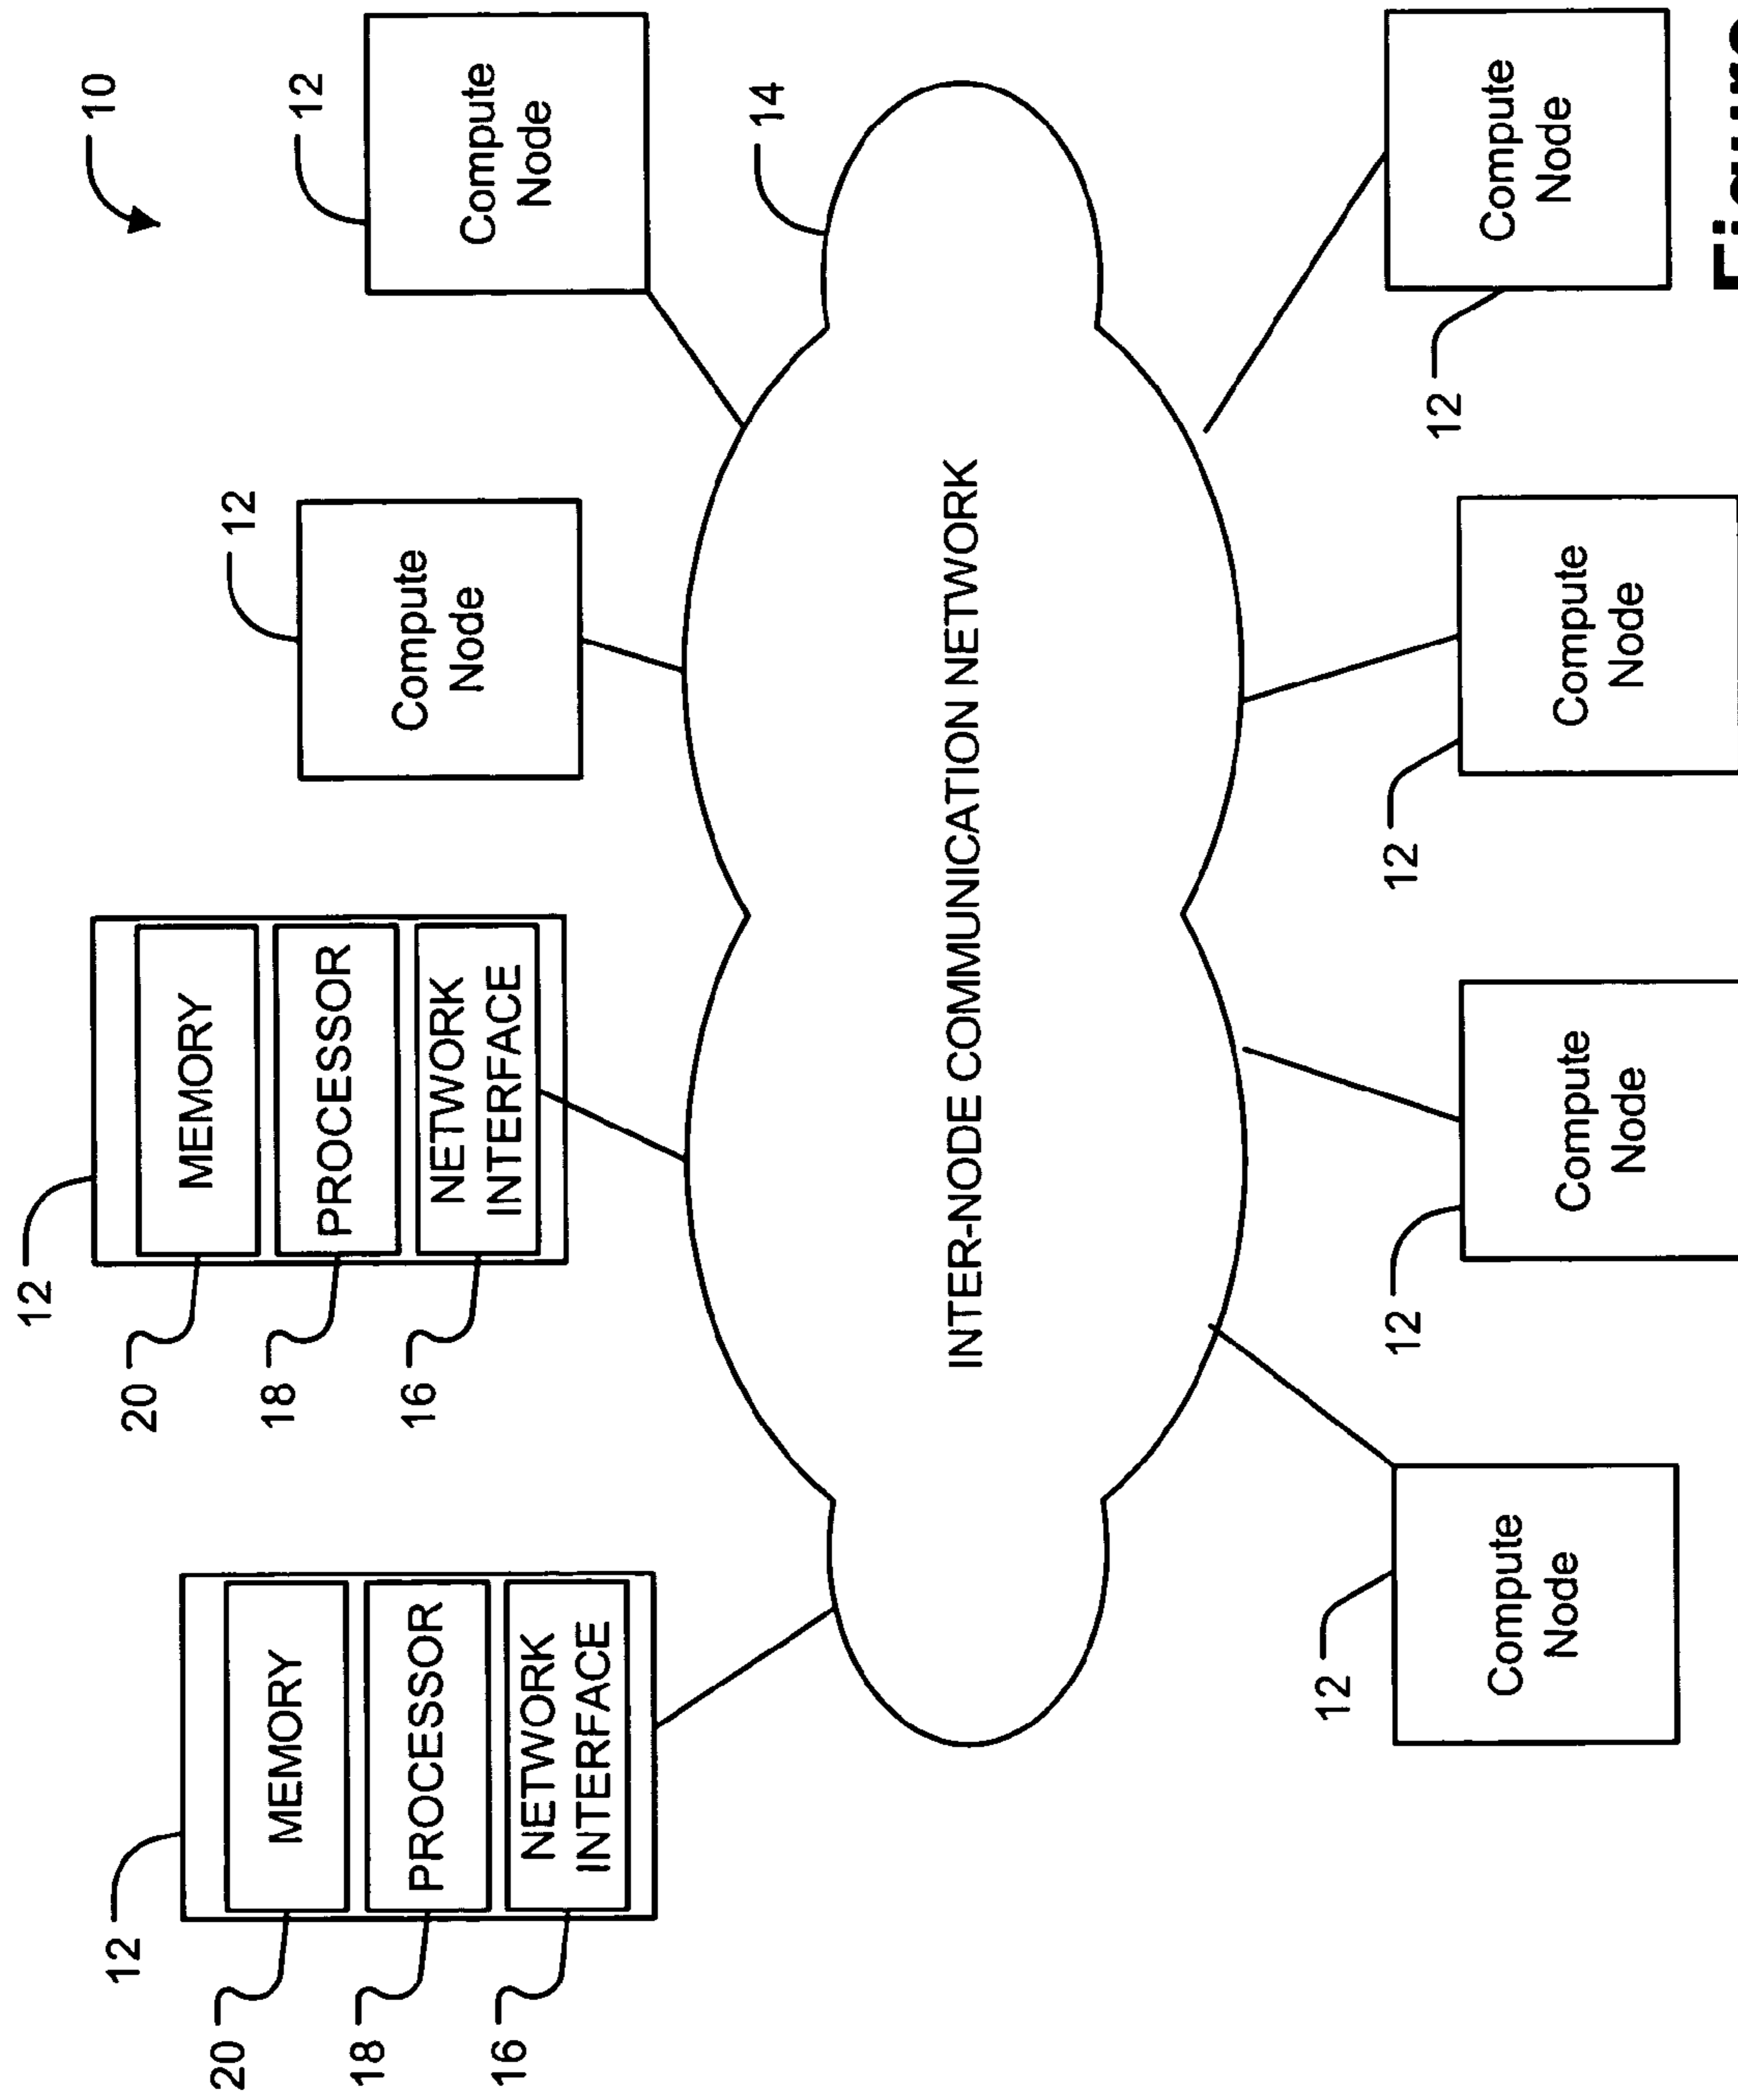 10
12
MEMORY
PROCESSOR
NETWORK
INTERFACE
20
18
16
12
MEMORY
PROCESSOR
NETWORK
INTERFACE
20
18
16
12
Compute
Node
12
Compute
Node
14
INTER-NODE COMMUNICATION NETWORK
12
Compute
Node
12
Compute
Node
12
Compute
Node
12
Compute
Node
Figure